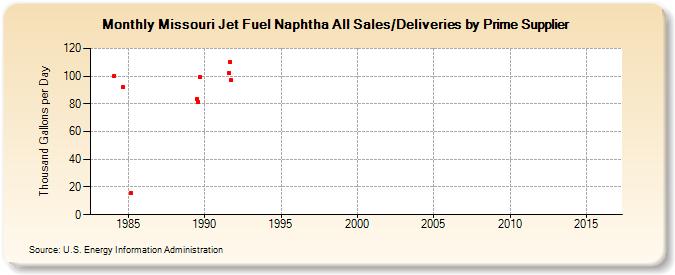 Monthly Missouri Jet Fuel Naphtha All Sales/Deliveries by Prime Supplier
Thousand Gallons per Day
120
100
80
60
40
20
0
1985 1990 1995 2000 2005 2010 2015
Source: U.S. Energy Information Administration